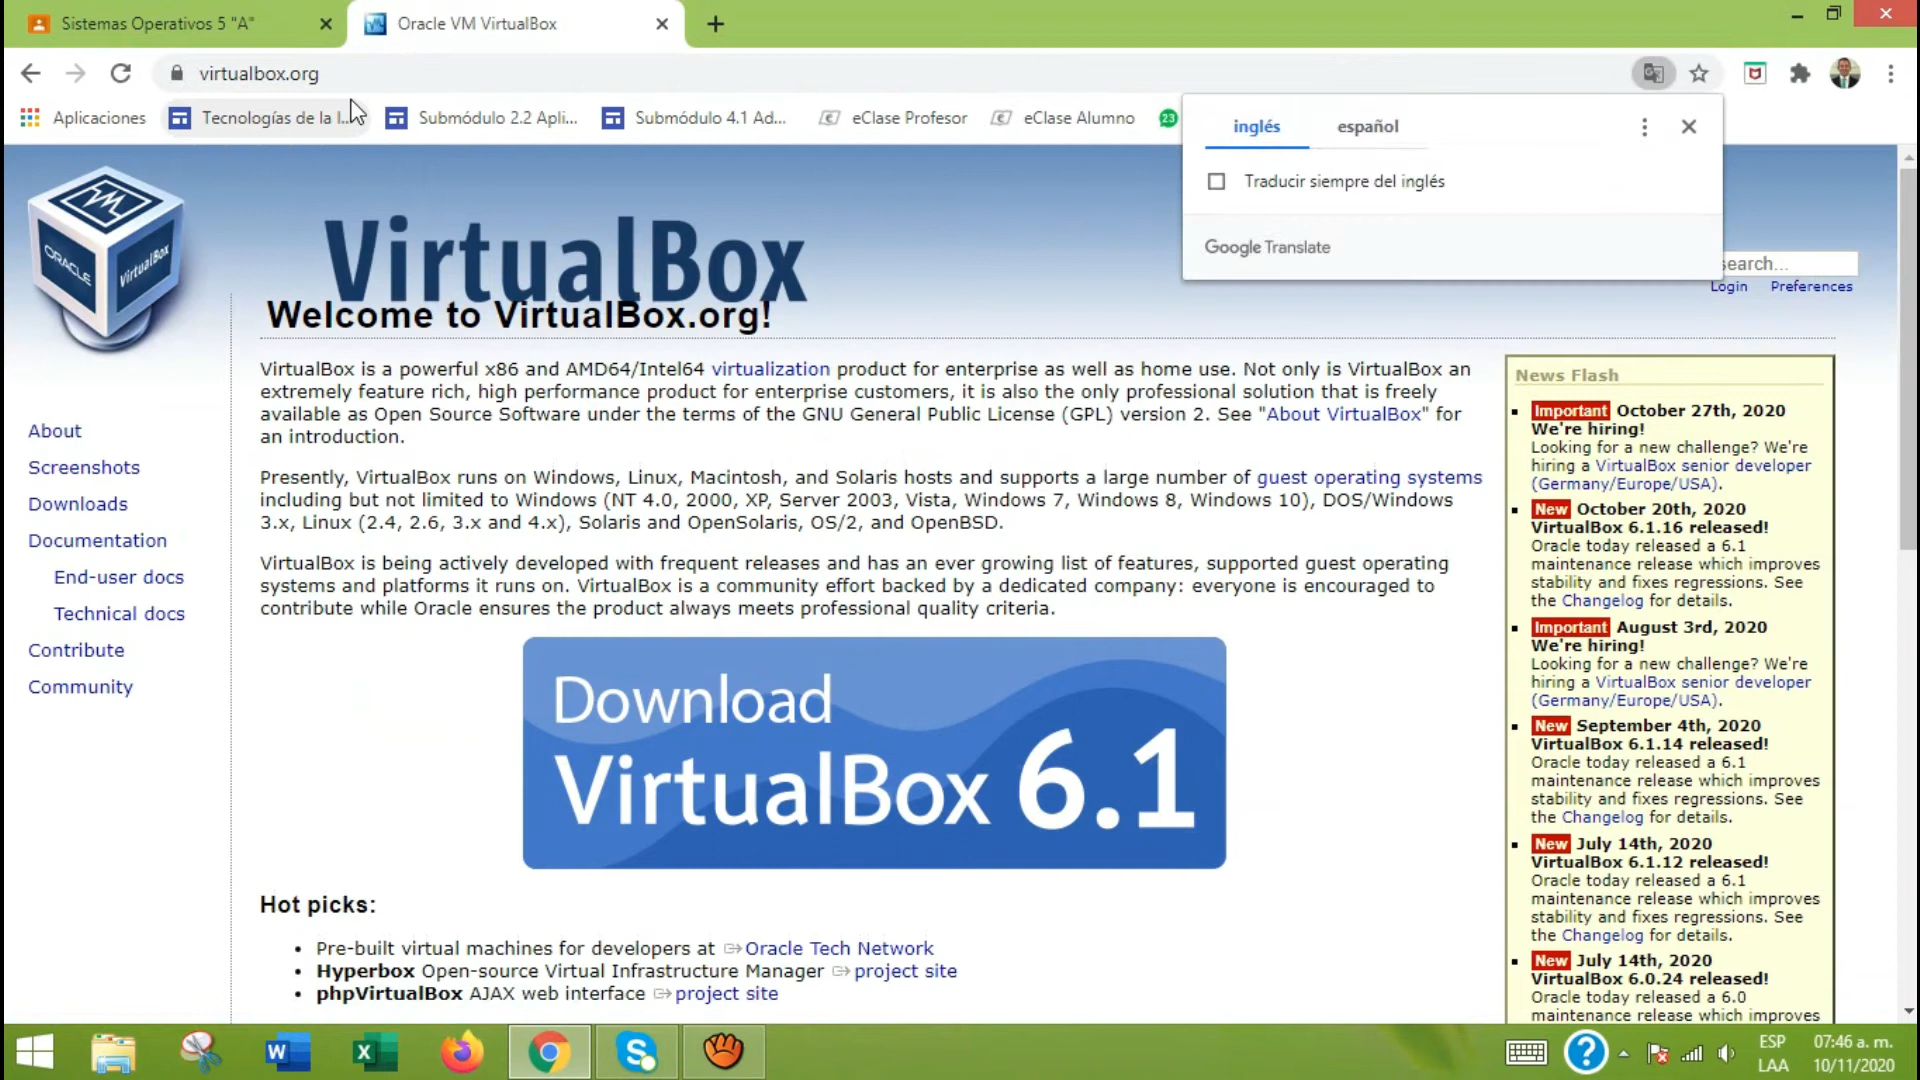 Sistemas Operativos 5 "A"
Oracle VM VirtualBox
virtualbox.org
Aplicaciones
Tecnologías de la I...
Submódulo 2.2 Apli...
Submódulo 4.1 Ad...
eClase Profesor
eClase Alumno
23
inglés
español
Traducir siempre del inglés
Google Translate
ORACLE
VirtualBox
VirtualBox
search...
Login
Preferences
Welcome to VirtualBox.org!
About
Screenshots
Downloads
Documentation
End-user docs
Technical docs
Contribute
Community
VirtualBox is a powerful x86 and AMD64/Intel64 virtualization product for enterprise as well as home use. Not only is VirtualBox an
extremely feature rich, high performance product for enterprise customers, it is also the only professional solution that is freely
available as Open Source Software under the terms of the GNU General Public License (GPL) version 2. See "About VirtualBox" for
an introduction.
Presently, VirtualBox runs on Windows, Linux, Macintosh, and Solaris hosts and supports a large number of guest operating systems
including but not limited to Windows (NT 4.0, 2000, XP, Server 2003, Vista, Windows 7, Windows 8, Windows 10), DOS/Windows
3.x, Linux (2.4, 2.6, 3.x and 4.x), Solaris and OpenSolaris, OS/2, and OpenBSD.
VirtualBox is being actively developed with frequent releases and has an ever growing list of features, supported guest operating
systems and platforms it runs on. VirtualBox is a community effort backed by a dedicated company: everyone is encouraged to
contribute while Oracle ensures the product always meets professional quality criteria.
Download
VirtualBox 6.1
Hot picks:
Pre-built virtual machines for developers at Oracle Tech Network
Hyperbox Open-source Virtual Infrastructure Manager project site
phpVirtualBox AJAX web interface project site
News Flash
Important October 27th, 2020
We're hiring!
Looking for a new challenge? We're
hiring a VirtualBox senior developer
(Germany/Europe/USA).
New October 20th, 2020
VirtualBox 6.1.16 released!
Oracle today released a 6.1
maintenance release which improves
stability and fixes regressions. See
the Changelog for details.
Important August 3rd, 2020
We're hiring!
Looking for a new challenge? We're
hiring a VirtualBox senior developer
(Germany/Europe/USA).
New September 4th, 2020
VirtualBox 6.1.14 released!
Oracle today released a 6.1
maintenance release which improves
stability and fixes regressions. See
the Changelog for details.
New July 14th, 2020
VirtualBox 6.1.12 released!
Oracle today released a 6.1
maintenance release which improves
stability and fixes regressions. See
the Changelog for details.
New July 14th, 2020
VirtualBox 6.0.24 released!
Oracle today released a 6.0
maintenance release which improves
ESP
LAA
07:46 a. m.
10/11/2020